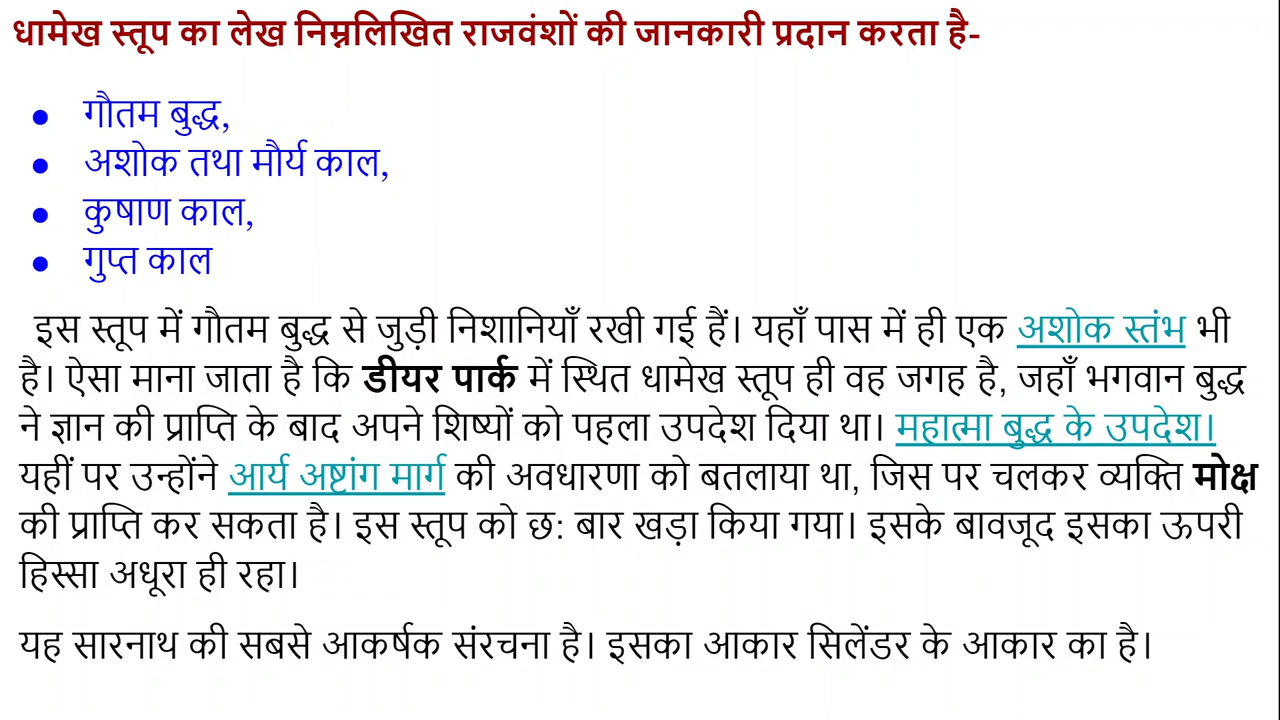 धामेख स्तूप का लेख निम्नलिखित राजवंशों की जानकारी प्रदान करता है-
● गौतम बुद्ध,
● अशोक तथा मौर्य काल,
● कुषाण काल,
● गुप्त काल
इस स्तूप में गौतम बुद्ध से जुड़ी निशानियाँ रखी गई हैं। यहाँ पास में ही एक अशोक स्तंभ भी
है। ऐसा माना जाता है कि डीयर पार्क में स्थित धामेख स्तूप ही वह जगह है, जहाँ भगवान बुद्ध
ने ज्ञान की प्राप्ति के बाद अपने शिष्यों को पहला उपदेश दिया था। महात्मा बुद्ध के उपदेश।
यहीं पर उन्होंने आर्य अष्टांग मार्ग की अवधारणा को बतलाया था, जिस पर चलकर व्यक्ति मोक्ष
की प्राप्ति कर सकता है। इस स्तूप को छ: बार खड़ा किया गया। इसके बावजूद इसका ऊपरी
हिस्सा अधूरा ही रहा।
यह सारनाथ की सबसे आकर्षक संरचना है। इसका आकार सिलेंडर के आकार का है।